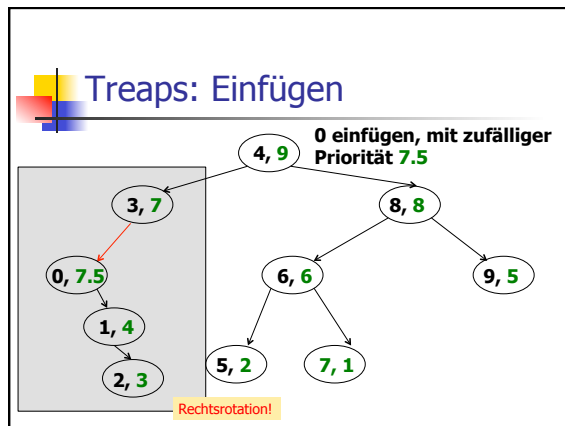 Treaps: Einfügen
0 einfügen, mit zufälliger
Priorität 7.5
4, 9
3, 7
8, 8
0, 7.5
6, 6
9, 5
1, 4
5, 2
7, 1
2, 3
Rechtsrotation!